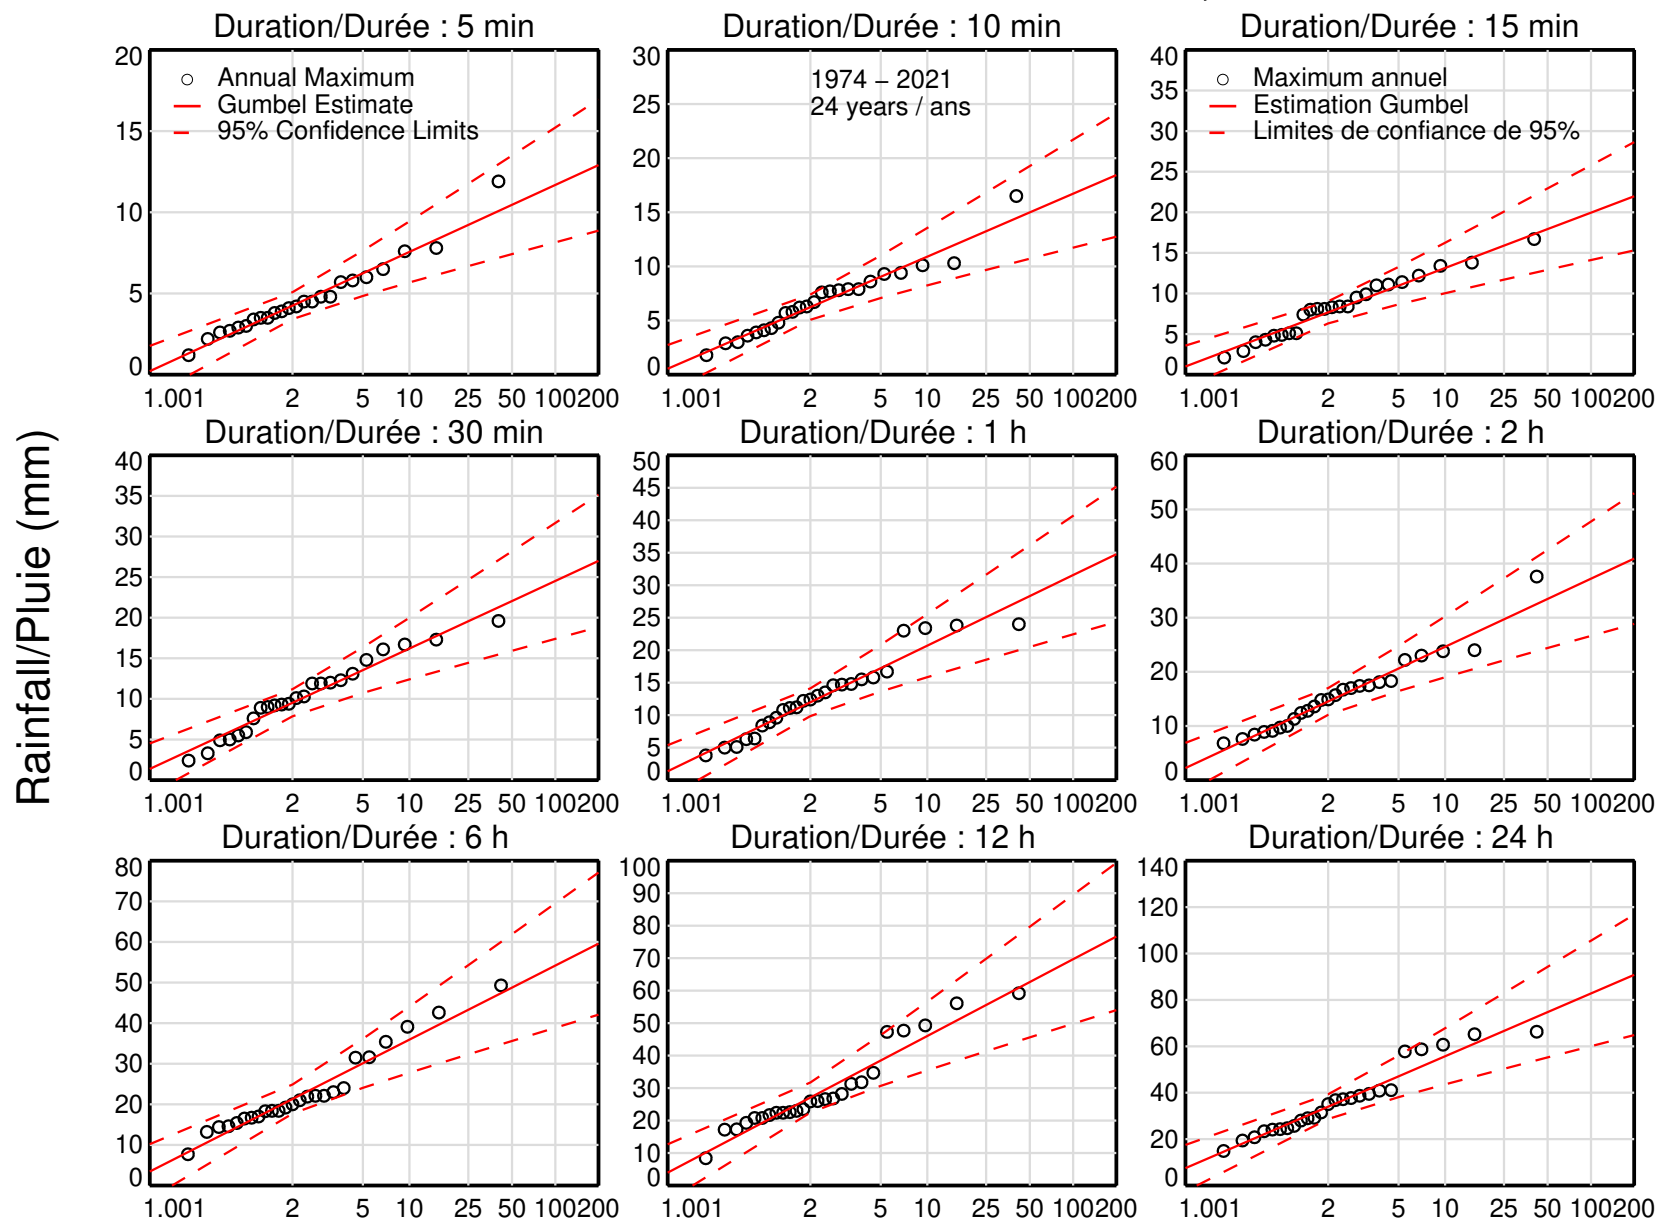 Duration/Durée : 5 min
20
15
10
5
0
○ Annual Maximum
Gumbel Estimate
95% Confidence Limits
1.001 2 5 10 25 50 100200
Duration/Durée : 10 min
30
25
20
15
10
5
0
1974 – 2021
24 years / ans
1.001 2 5 10 25 50 100200
Duration/Durée : 15 min
40
35
30
25
20
15
10
5
0
○ Maximum annuel
Estimation Gumbel
Limites de confiance de 95%
1.001 2 5 10 25 50 100200
Rainfall/Pluie (mm)
Duration/Durée : 30 min
40
35
30
25
20
15
10
5
0
1.001 2 5 10 25 50 100200
Duration/Durée : 1 h
50
45
40
35
30
25
20
15
10
5
0
1.001 2 5 10 25 50 100200
Duration/Durée : 2 h
60
50
40
30
20
10
0
1.001 2 5 10 25 50 100200
Duration/Durée : 6 h
80
70
60
50
40
30
20
10
0
1.001 2 5 10 25 50 100200
Duration/Durée : 12 h
100
90
80
70
60
50
40
30
20
10
0
1.001 2 5 10 25 50 100200
Duration/Durée : 24 h
140
120
100
80
60
40
20
0
1.001 2 5 10 25 50 100200